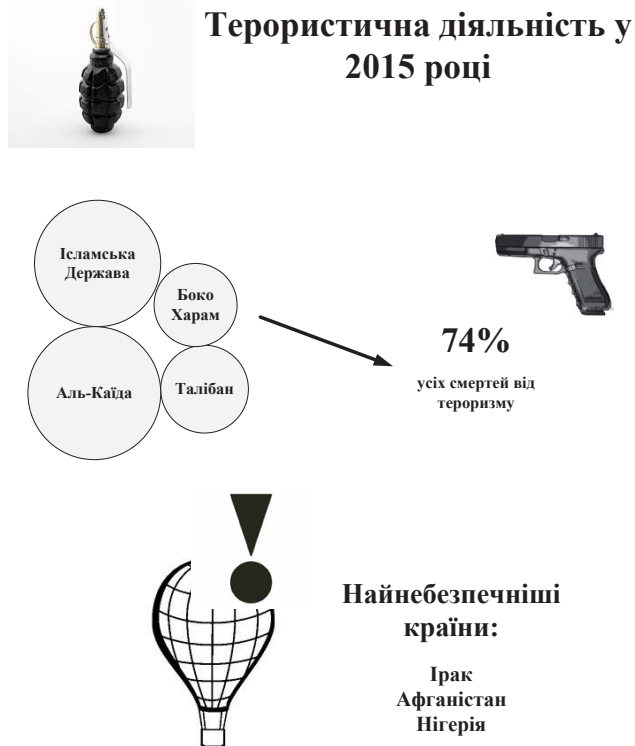 Терористична діяльність у
2015 році
Ісламська
Держава
Боко
Харам
Аль-Каїда
Талібан
74%
усіх смертей від
тероризму
Найнебезпечніші
країни:
Ірак
Афганістан
Нігерія